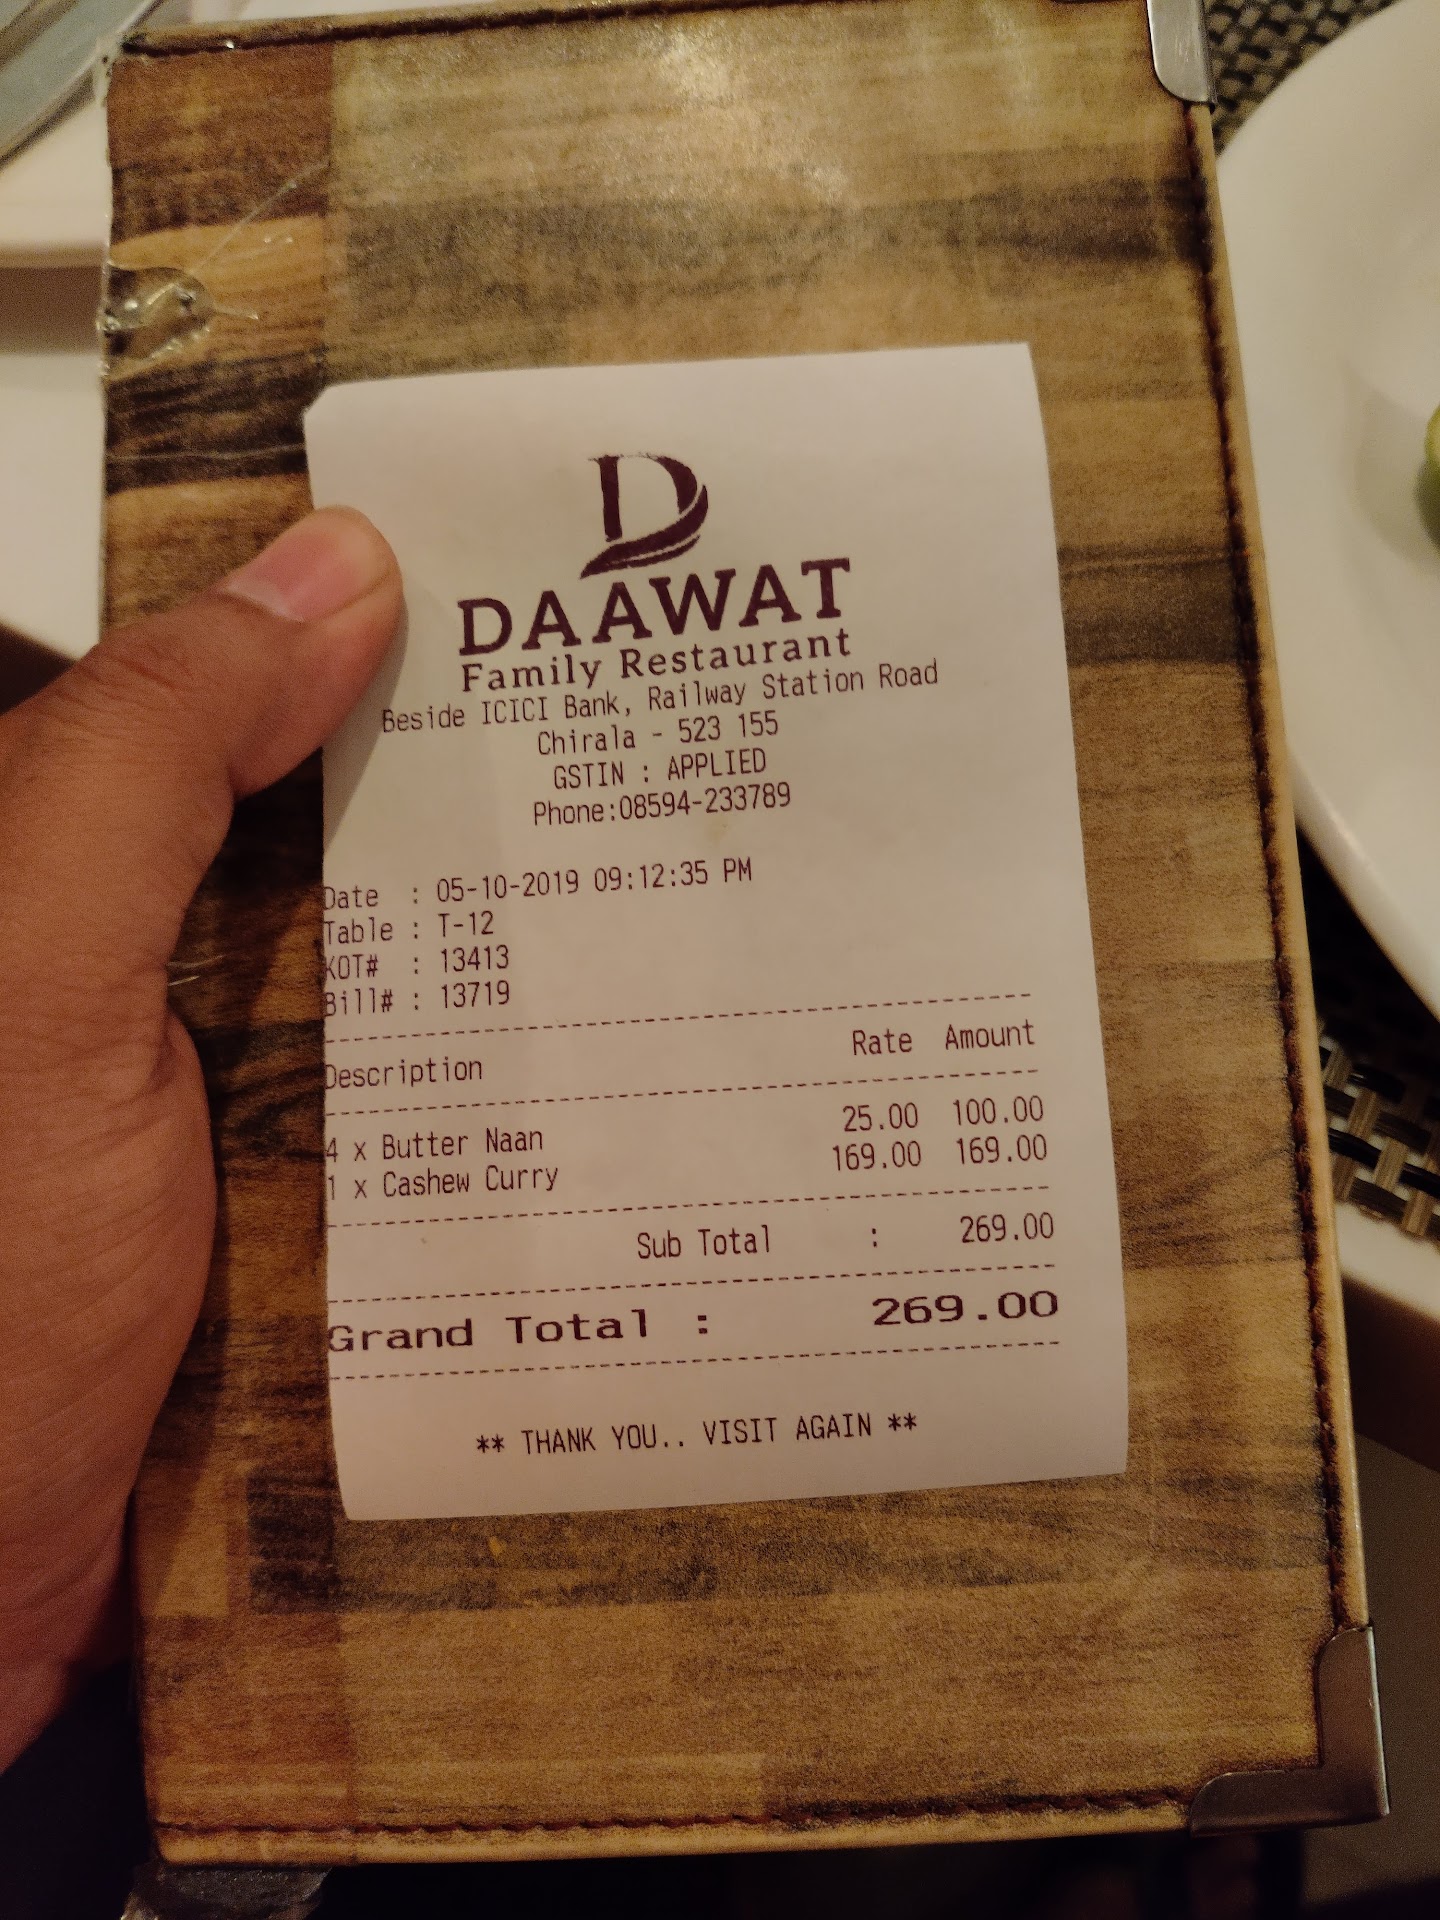 D
DAAWAT
Family Restaurant
Beside ICICI Bank, Railway Station Road
Chirala - 523 155
GSTIN : APPLIED
Phone:08594-233789
Date : 05-10-2019 09:12:35 PM
Table : T-12
KOT# : 13413
Bill# : 13719
Description Rate Amount
4 x Butter Naan 25.00 100.00
1 x Cashew Curry 169.00 169.00
Sub Total : 269.00
Grand Total : 269.00
** THANK YOU.. VISIT AGAIN **